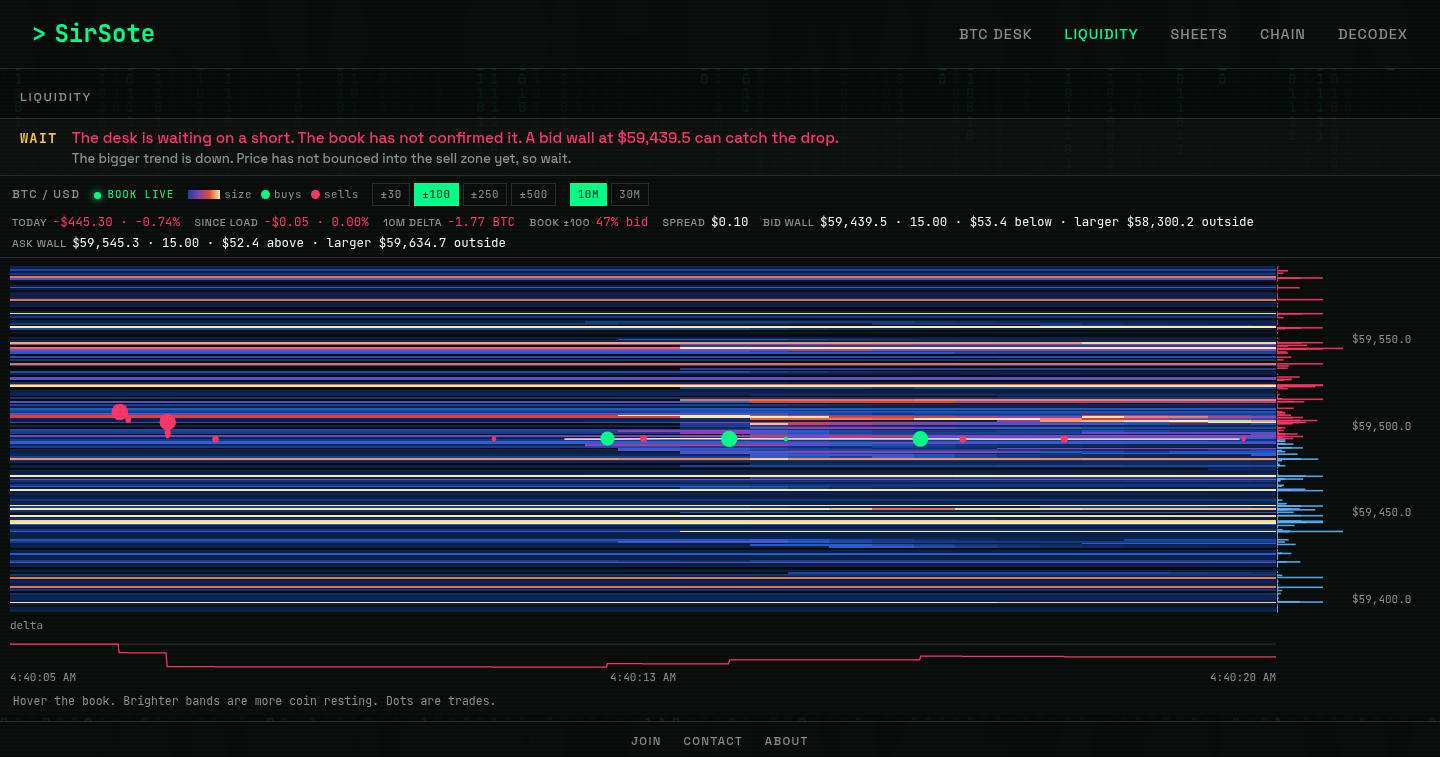 > SirSote
BTC DESK LIQUIDITY SHEETS CHAIN DECODEX
LIQUIDITY
WAIT The desk is waiting on a short. The book has not confirmed it. A bid wall at $59,439.5 can catch the drop.
The bigger trend is down. Price has not bounced into the sell zone yet, so wait.
BTC / USD BOOK LIVE size buys sells ±30 ±100 ±250 ±500 10M 30M
TODAY -$445.30 · -0.74% SINCE LOAD -$0.05 · 0.00% 10M DELTA -1.77 BTC BOOK ±100 47% bid SPREAD $0.10 BID WALL $59,439.5 · 15.00 · $53.4 below · larger $58,300.2 outside
ASK WALL $59,545.3 · 15.00 · $52.4 above · larger $59,634.7 outside
$59,550.0
$59,500.0
$59,450.0
$59,400.0
delta
4:40:05 AM 4:40:13 AM 4:40:20 AM
Hover the book. Brighter bands are more coin resting. Dots are trades.
JOIN CONTACT ABOUT